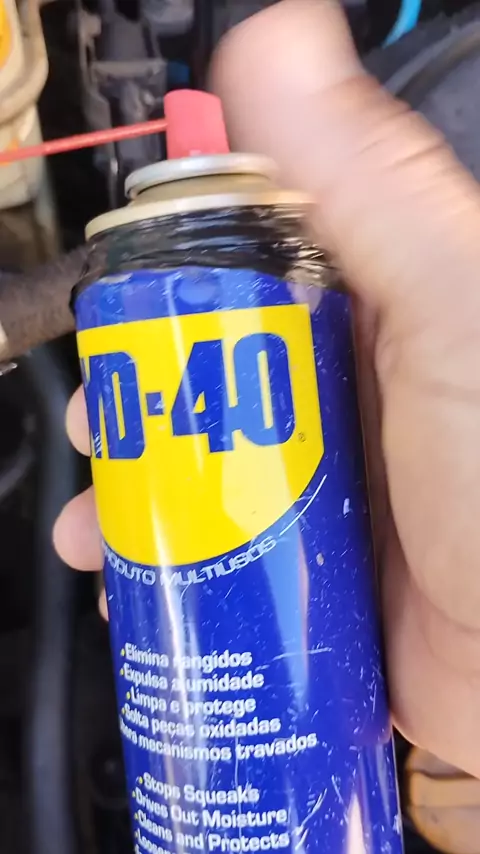 WD-40
PRODUTO MULTIUSOS
Elimina rangidos
Expulsa a umidade
Limpa e protege
Solta peças oxidadas
mecanismos travados
Stops Squeaks
Drives Out Moisture
Cleans and Protects